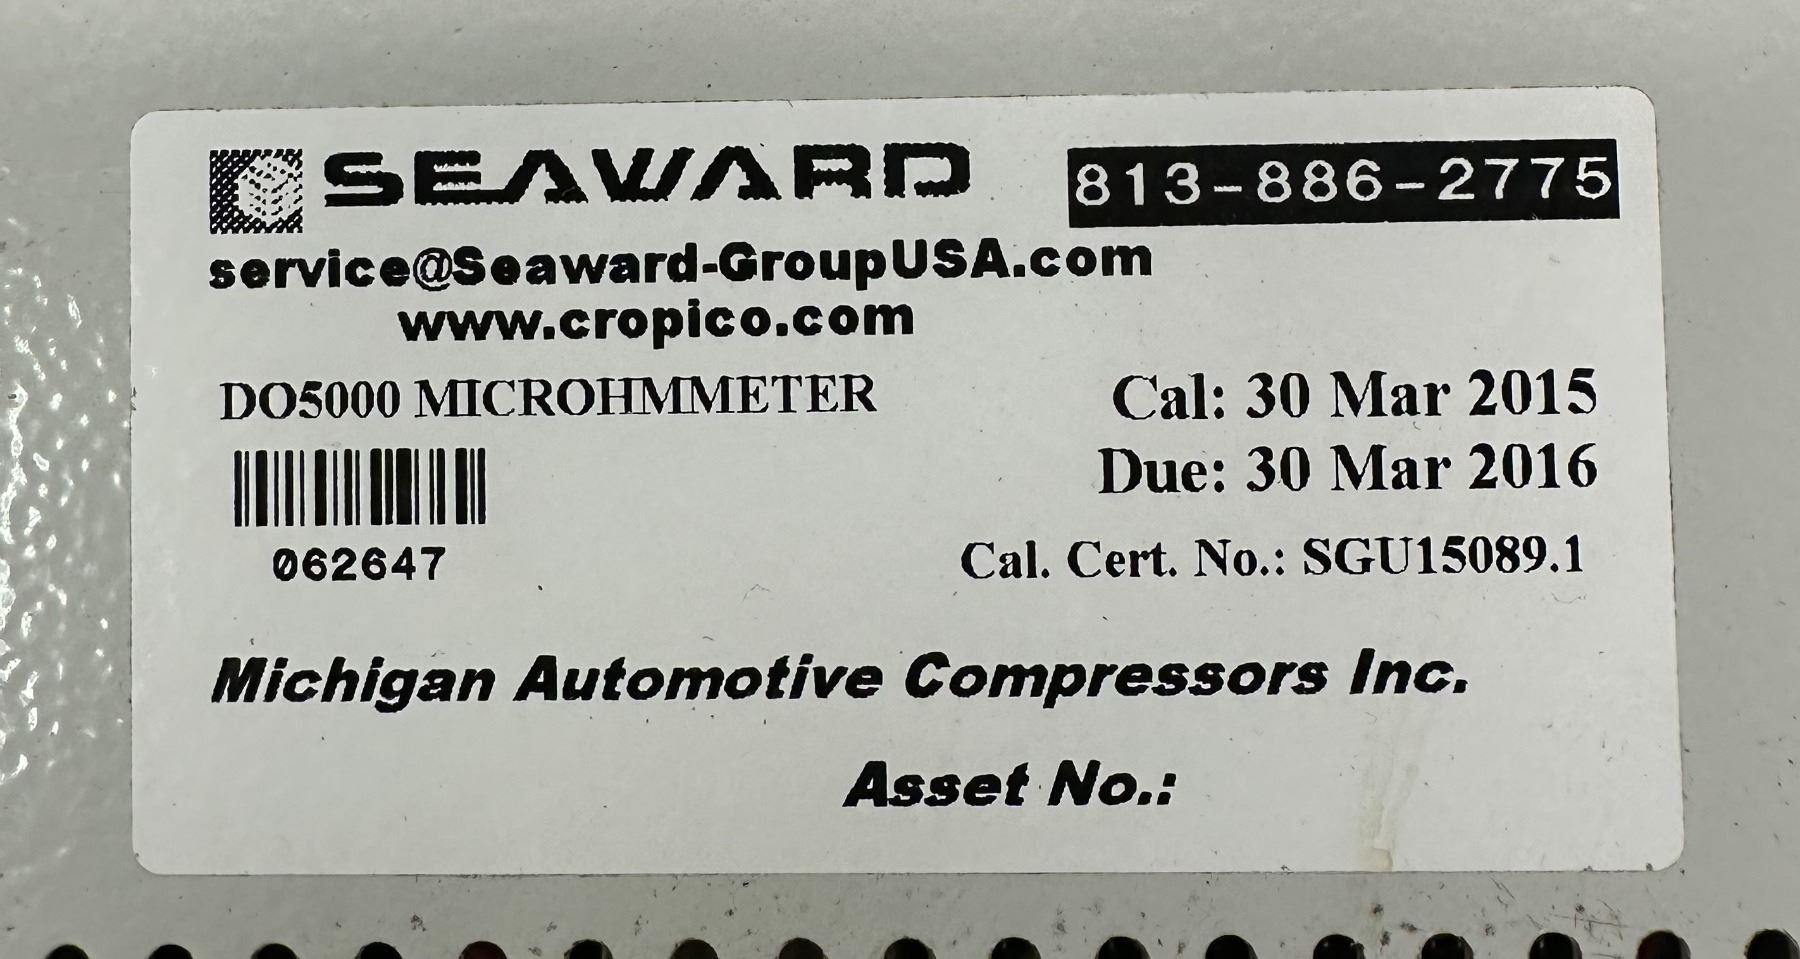 SEAWARD 813-886-2775
service@Seaward-GroupUSA.com
www.cropico.com
DO5000 MICROHMMETER
Cal: 30 Mar 2015
Due: 30 Mar 2016
062647
Cal. Cert. No.: SGU15089.1
Michigan Automotive Compressors Inc.
Asset No.: